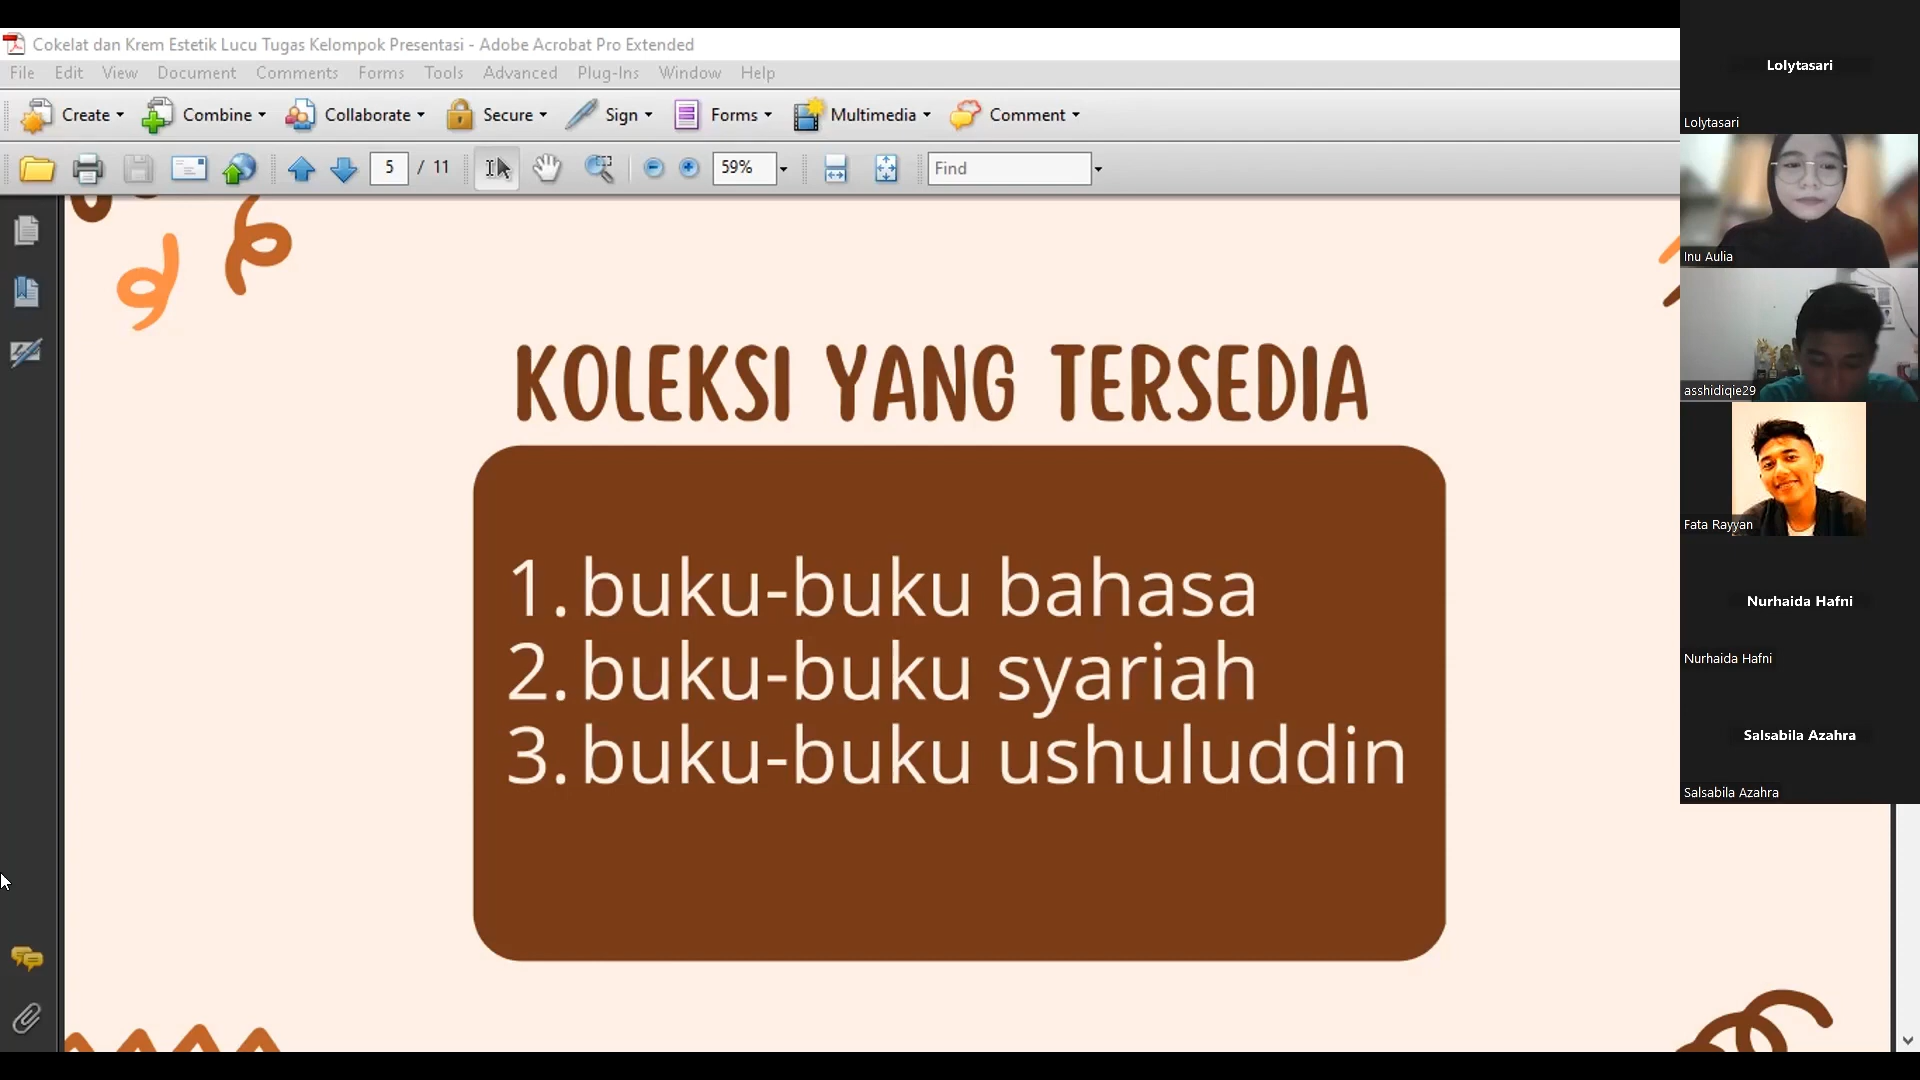 Cokelat dan Krem Estetik Lucu Tugas Kelompok Presentasi - Adobe Acrobat Pro Extended
File Edit View Document Comments Forms Tools Advanced Plug-Ins Window Help
Create Combine Collaborate Secure Sign Forms Multimedia Comment
5 / 11 59% Find
KOLEKSI YANG TERSEDIA
1. buku-buku bahasa
2. buku-buku syariah
3. buku-buku ushuluddin
Lolytasari
Lolytasari
Inu Aulia
asshidiqie29
Fata Rayyan
Nurhaida Hafni
Nurhaida Hafni
Salsabila Azahra
Salsabila Azahra